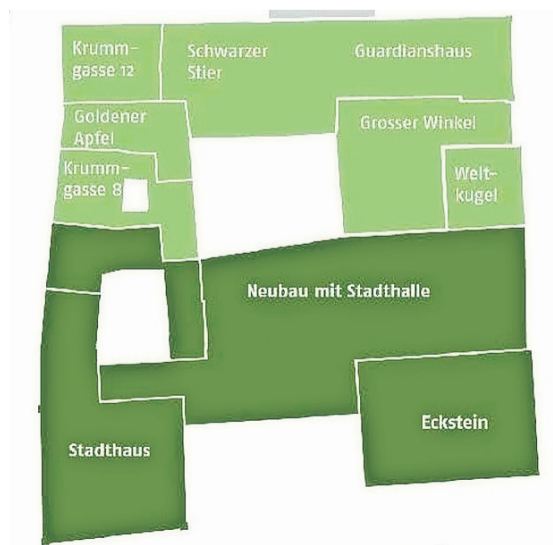 Krumm-
gasse 12
Schwarzer
Stier
Guardianshaus
Goldener
Apfel
Grosser Winkel
Krumm-
gasse 8
Welt-
kugel
Neubau mit Stadthalle
Eckstein
Stadthaus